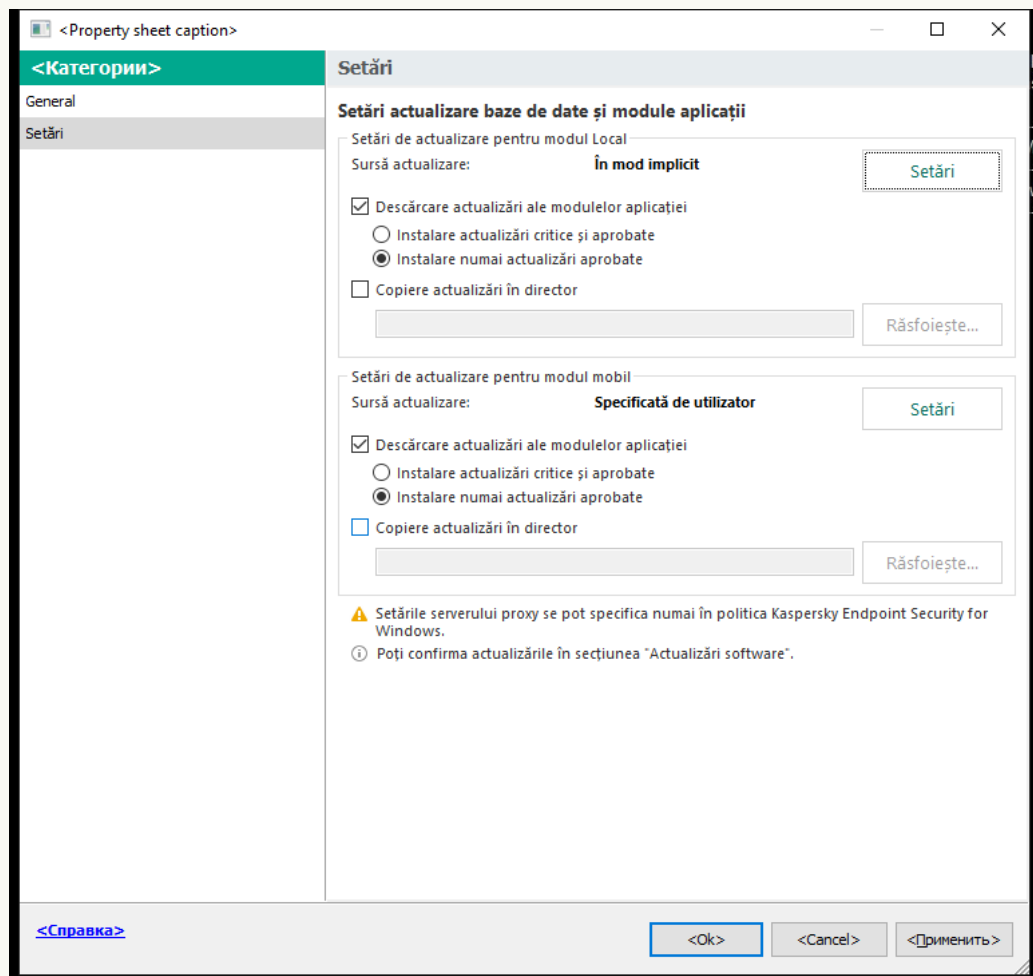 <Property sheet caption>
<Категории>
General
Setări
Setări
Setări actualizare baze de date și module aplicații
Setări de actualizare pentru modul Local
Sursă actualizare: În mod implicit Setări
Descărcare actualizări ale modulelor aplicației
Instalare actualizări critice și aprobate
Instalare numai actualizări aprobate
Copiere actualizări în director
Răsfoiește...
Setări de actualizare pentru modul mobil
Sursă actualizare: Specificată de utilizator Setări
Descărcare actualizări ale modulelor aplicației
Instalare actualizări critice și aprobate
Instalare numai actualizări aprobate
Copiere actualizări în director
Răsfoiește...
Setările serverului proxy se pot specifica numai în politica Kaspersky Endpoint Security for
Windows.
Poți confirma actualizările în secțiunea "Actualizări software".
<Справка>
<Ok> <Cancel> <Применить>